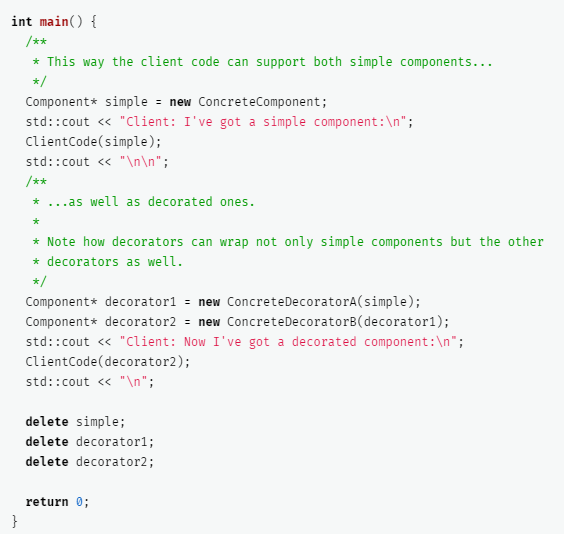 int main() {
  /**
   * This way the client code can support both simple components...
   */
  Component* simple = new ConcreteComponent;
  std::cout << "Client: I've got a simple component:\n";
  ClientCode(simple);
  std::cout << "\n\n";
  /**
   * ...as well as decorated ones.
   *
   * Note how decorators can wrap not only simple components but the other
   * decorators as well.
   */
  Component* decorator1 = new ConcreteDecoratorA(simple);
  Component* decorator2 = new ConcreteDecoratorB(decorator1);
  std::cout << "Client: Now I've got a decorated component:\n";
  ClientCode(decorator2);
  std::cout << "\n";

  delete simple;
  delete decorator1;
  delete decorator2;

  return 0;
}